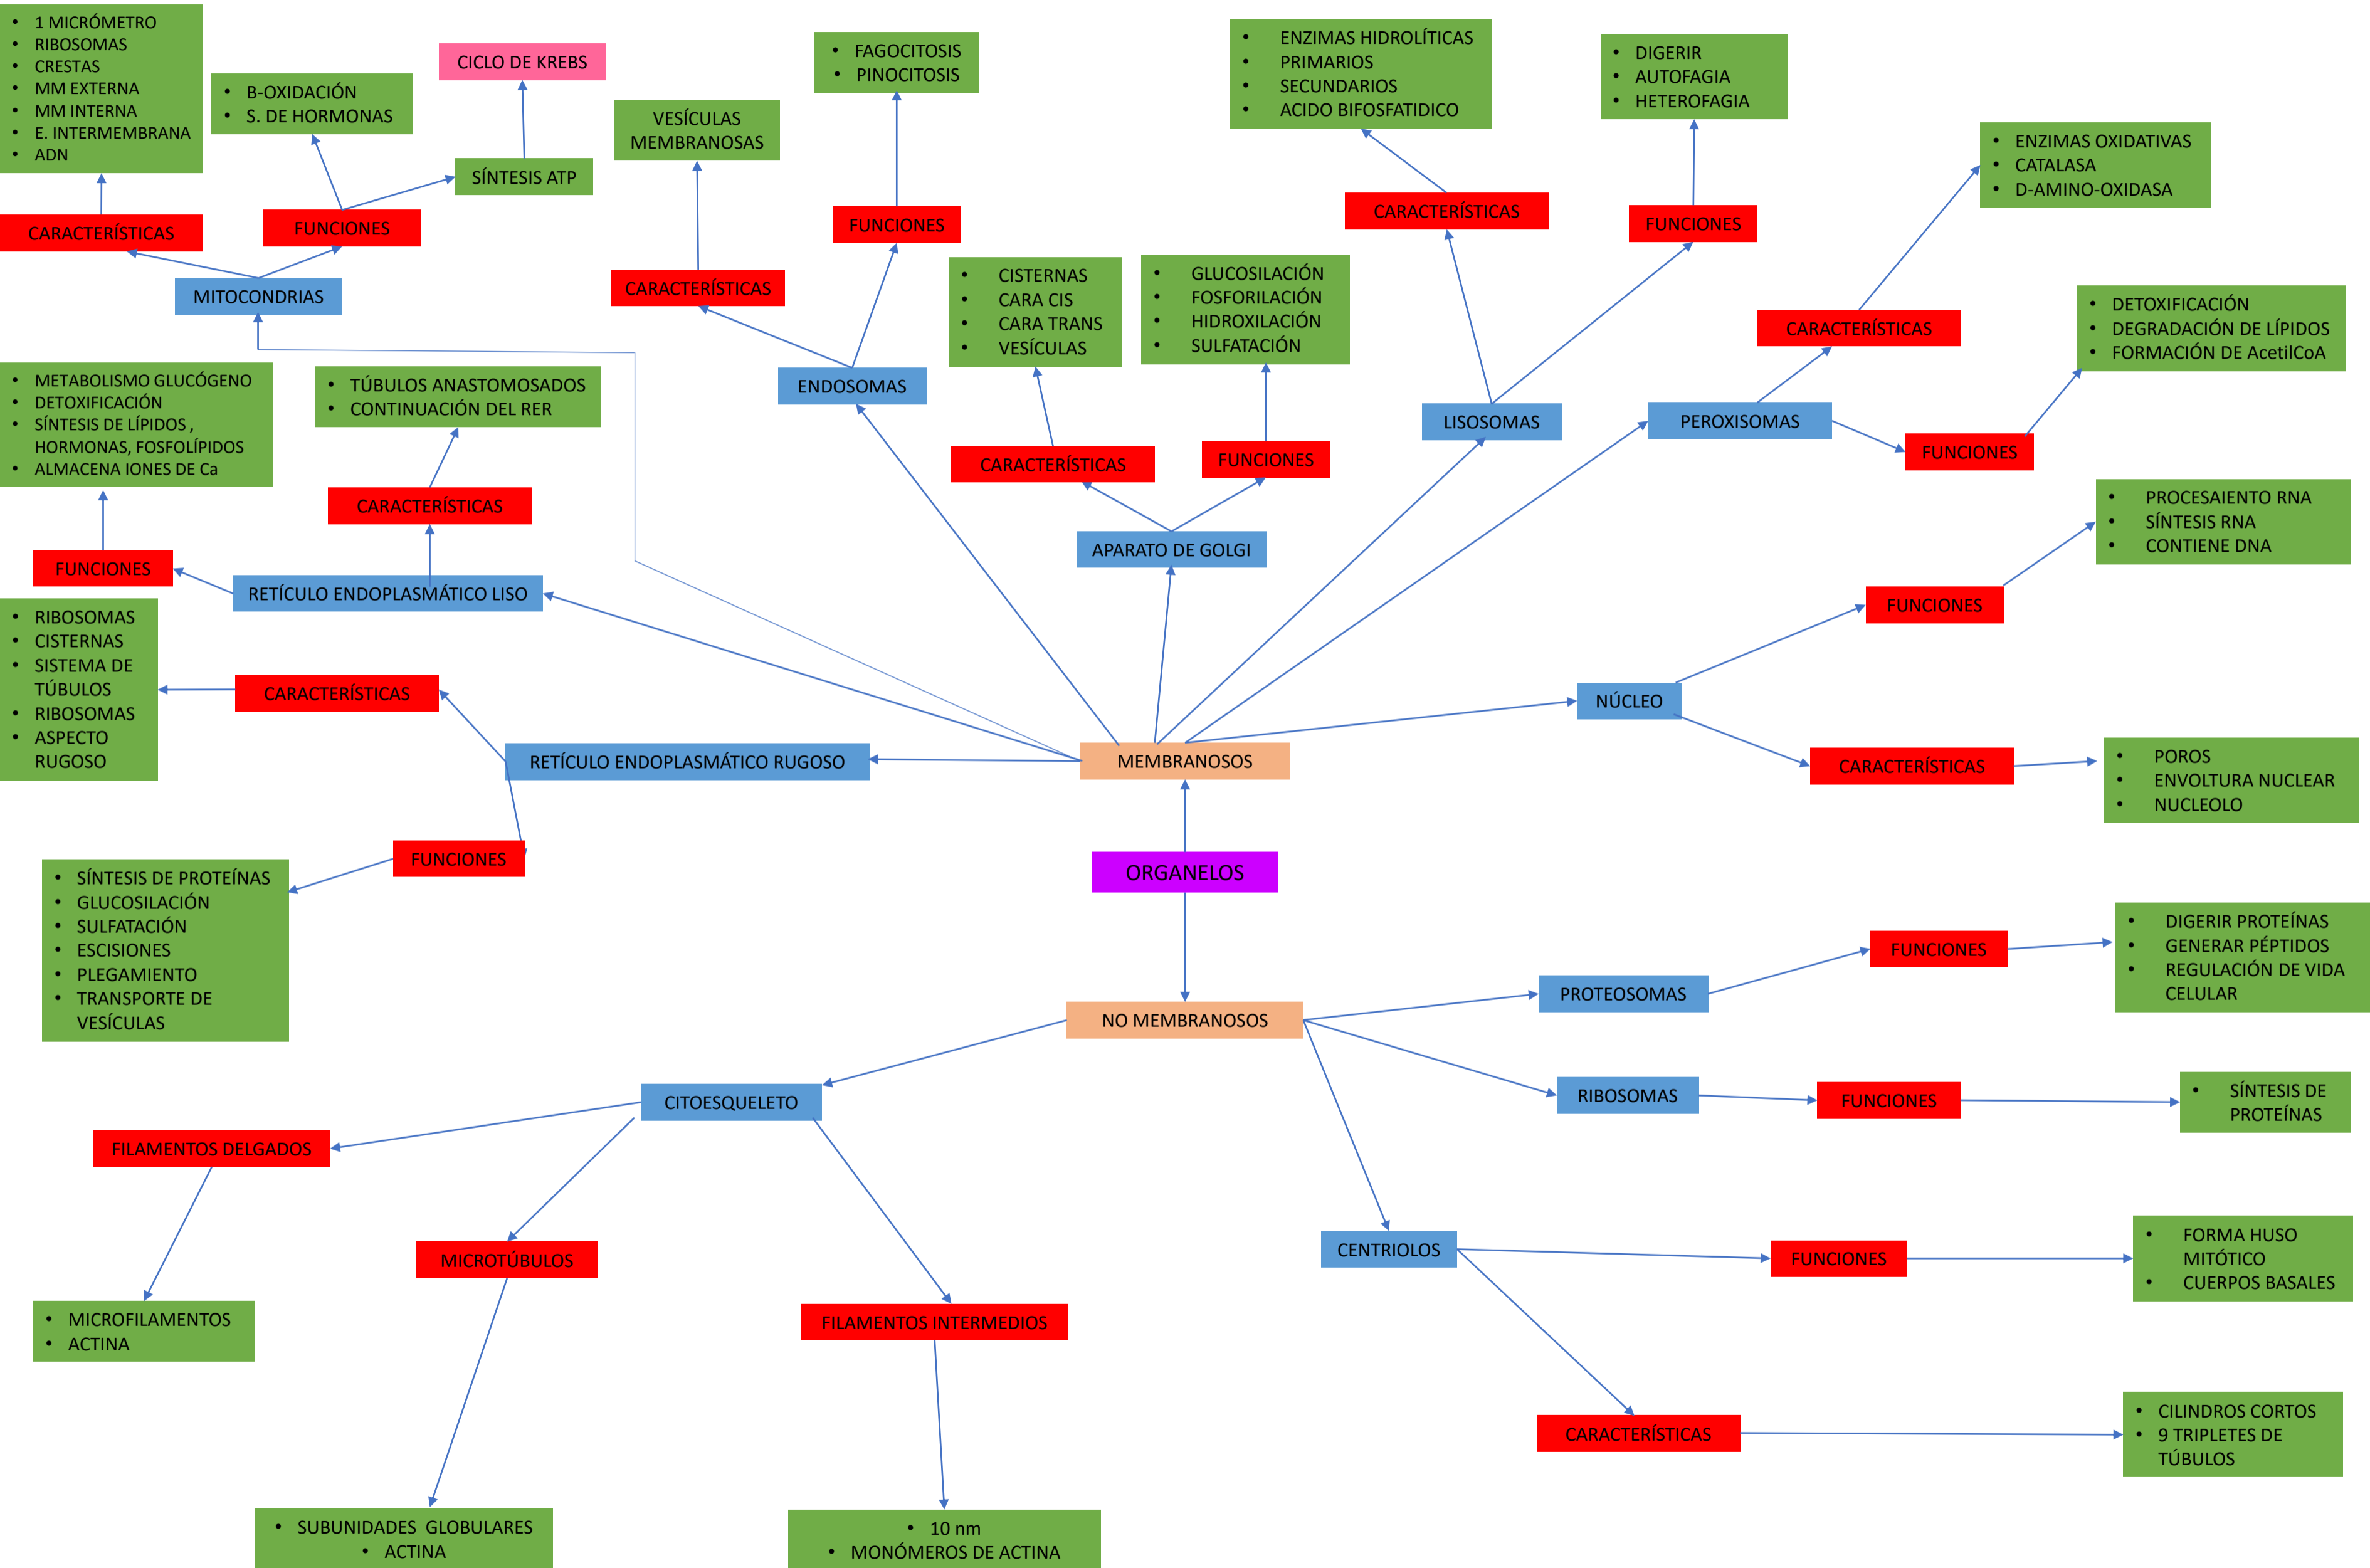 • 1 MICRÓMETRO
• RIBOSOMAS
• CRESTAS
• MM EXTERNA
• MM INTERNA
• E. INTERMEMBRANA
• ADN
• B-OXIDACIÓN
• S. DE HORMONAS
CICLO DE KREBS
SÍNTESIS ATP
CARACTERÍSTICAS
FUNCIONES
MITOCONDRIAS
VESÍCULAS
MEMBRANOSAS
• FAGOCITOSIS
• PINOCITOSIS
CARACTERÍSTICAS
FUNCIONES
ENDOSOMAS
• CISTERNAS
• CARA CIS
• CARA TRANS
• VESÍCULAS
• GLUCOSILACIÓN
• FOSFORILACIÓN
• HIDROXILACIÓN
• SULFATACIÓN
CARACTERÍSTICAS
FUNCIONES
APARATO DE GOLGI
• ENZIMAS HIDROLÍTICAS
• PRIMARIOS
• SECUNDARIOS
• ACIDO BIFOSFATIDICO
• DIGERIR
• AUTOFAGIA
• HETEROFAGIA
CARACTERÍSTICAS
FUNCIONES
LISOSOMAS
• ENZIMAS OXIDATIVAS
• CATALASA
• D-AMINO-OXIDASA
CARACTERÍSTICAS
• DETOXIFICACIÓN
• DEGRADACIÓN DE LÍPIDOS
• FORMACIÓN DE AcetilCoA
PEROXISOMAS
FUNCIONES
• METABOLISMO GLUCÓGENO
• DETOXIFICACIÓN
• SÍNTESIS DE LÍPIDOS ,
HORMONAS, FOSFOLÍPIDOS
• ALMACENA IONES DE Ca
• TÚBULOS ANASTOMOSADOS
• CONTINUACIÓN DEL RER
CARACTERÍSTICAS
FUNCIONES
RETÍCULO ENDOPLASMÁTICO LISO
• PROCESAIENTO RNA
• SÍNTESIS RNA
• CONTIENE DNA
FUNCIONES
NÚCLEO
CARACTERÍSTICAS
• POROS
• ENVOLTURA NUCLEAR
• NUCLEOLO
• RIBOSOMAS
• CISTERNAS
• SISTEMA DE
TÚBULOS
• RIBOSOMAS
• ASPECTO
RUGOSO
CARACTERÍSTICAS
RETÍCULO ENDOPLASMÁTICO RUGOSO
MEMBRANOSOS
FUNCIONES
• SÍNTESIS DE PROTEÍNAS
• GLUCOSILACIÓN
• SULFATACIÓN
• ESCISIONES
• PLEGAMIENTO
• TRANSPORTE DE
VESÍCULAS
ORGANELOS
NO MEMBRANOSOS
PROTEOSOMAS
FUNCIONES
• DIGERIR PROTEÍNAS
• GENERAR PÉPTIDOS
• REGULACIÓN DE VIDA
CELULAR
RIBOSOMAS
FUNCIONES
• SÍNTESIS DE
PROTEÍNAS
CITOESQUELETO
FILAMENTOS DELGADOS
MICROTÚBULOS
FILAMENTOS INTERMEDIOS
• MICROFILAMENTOS
• ACTINA
• SUBUNIDADES GLOBULARES
• ACTINA
• 10 nm
• MONÓMEROS DE ACTINA
CENTRIOLOS
FUNCIONES
• FORMA HUSO
MITÓTICO
• CUERPOS BASALES
CARACTERÍSTICAS
• CILINDROS CORTOS
• 9 TRIPLETES DE
TÚBULOS